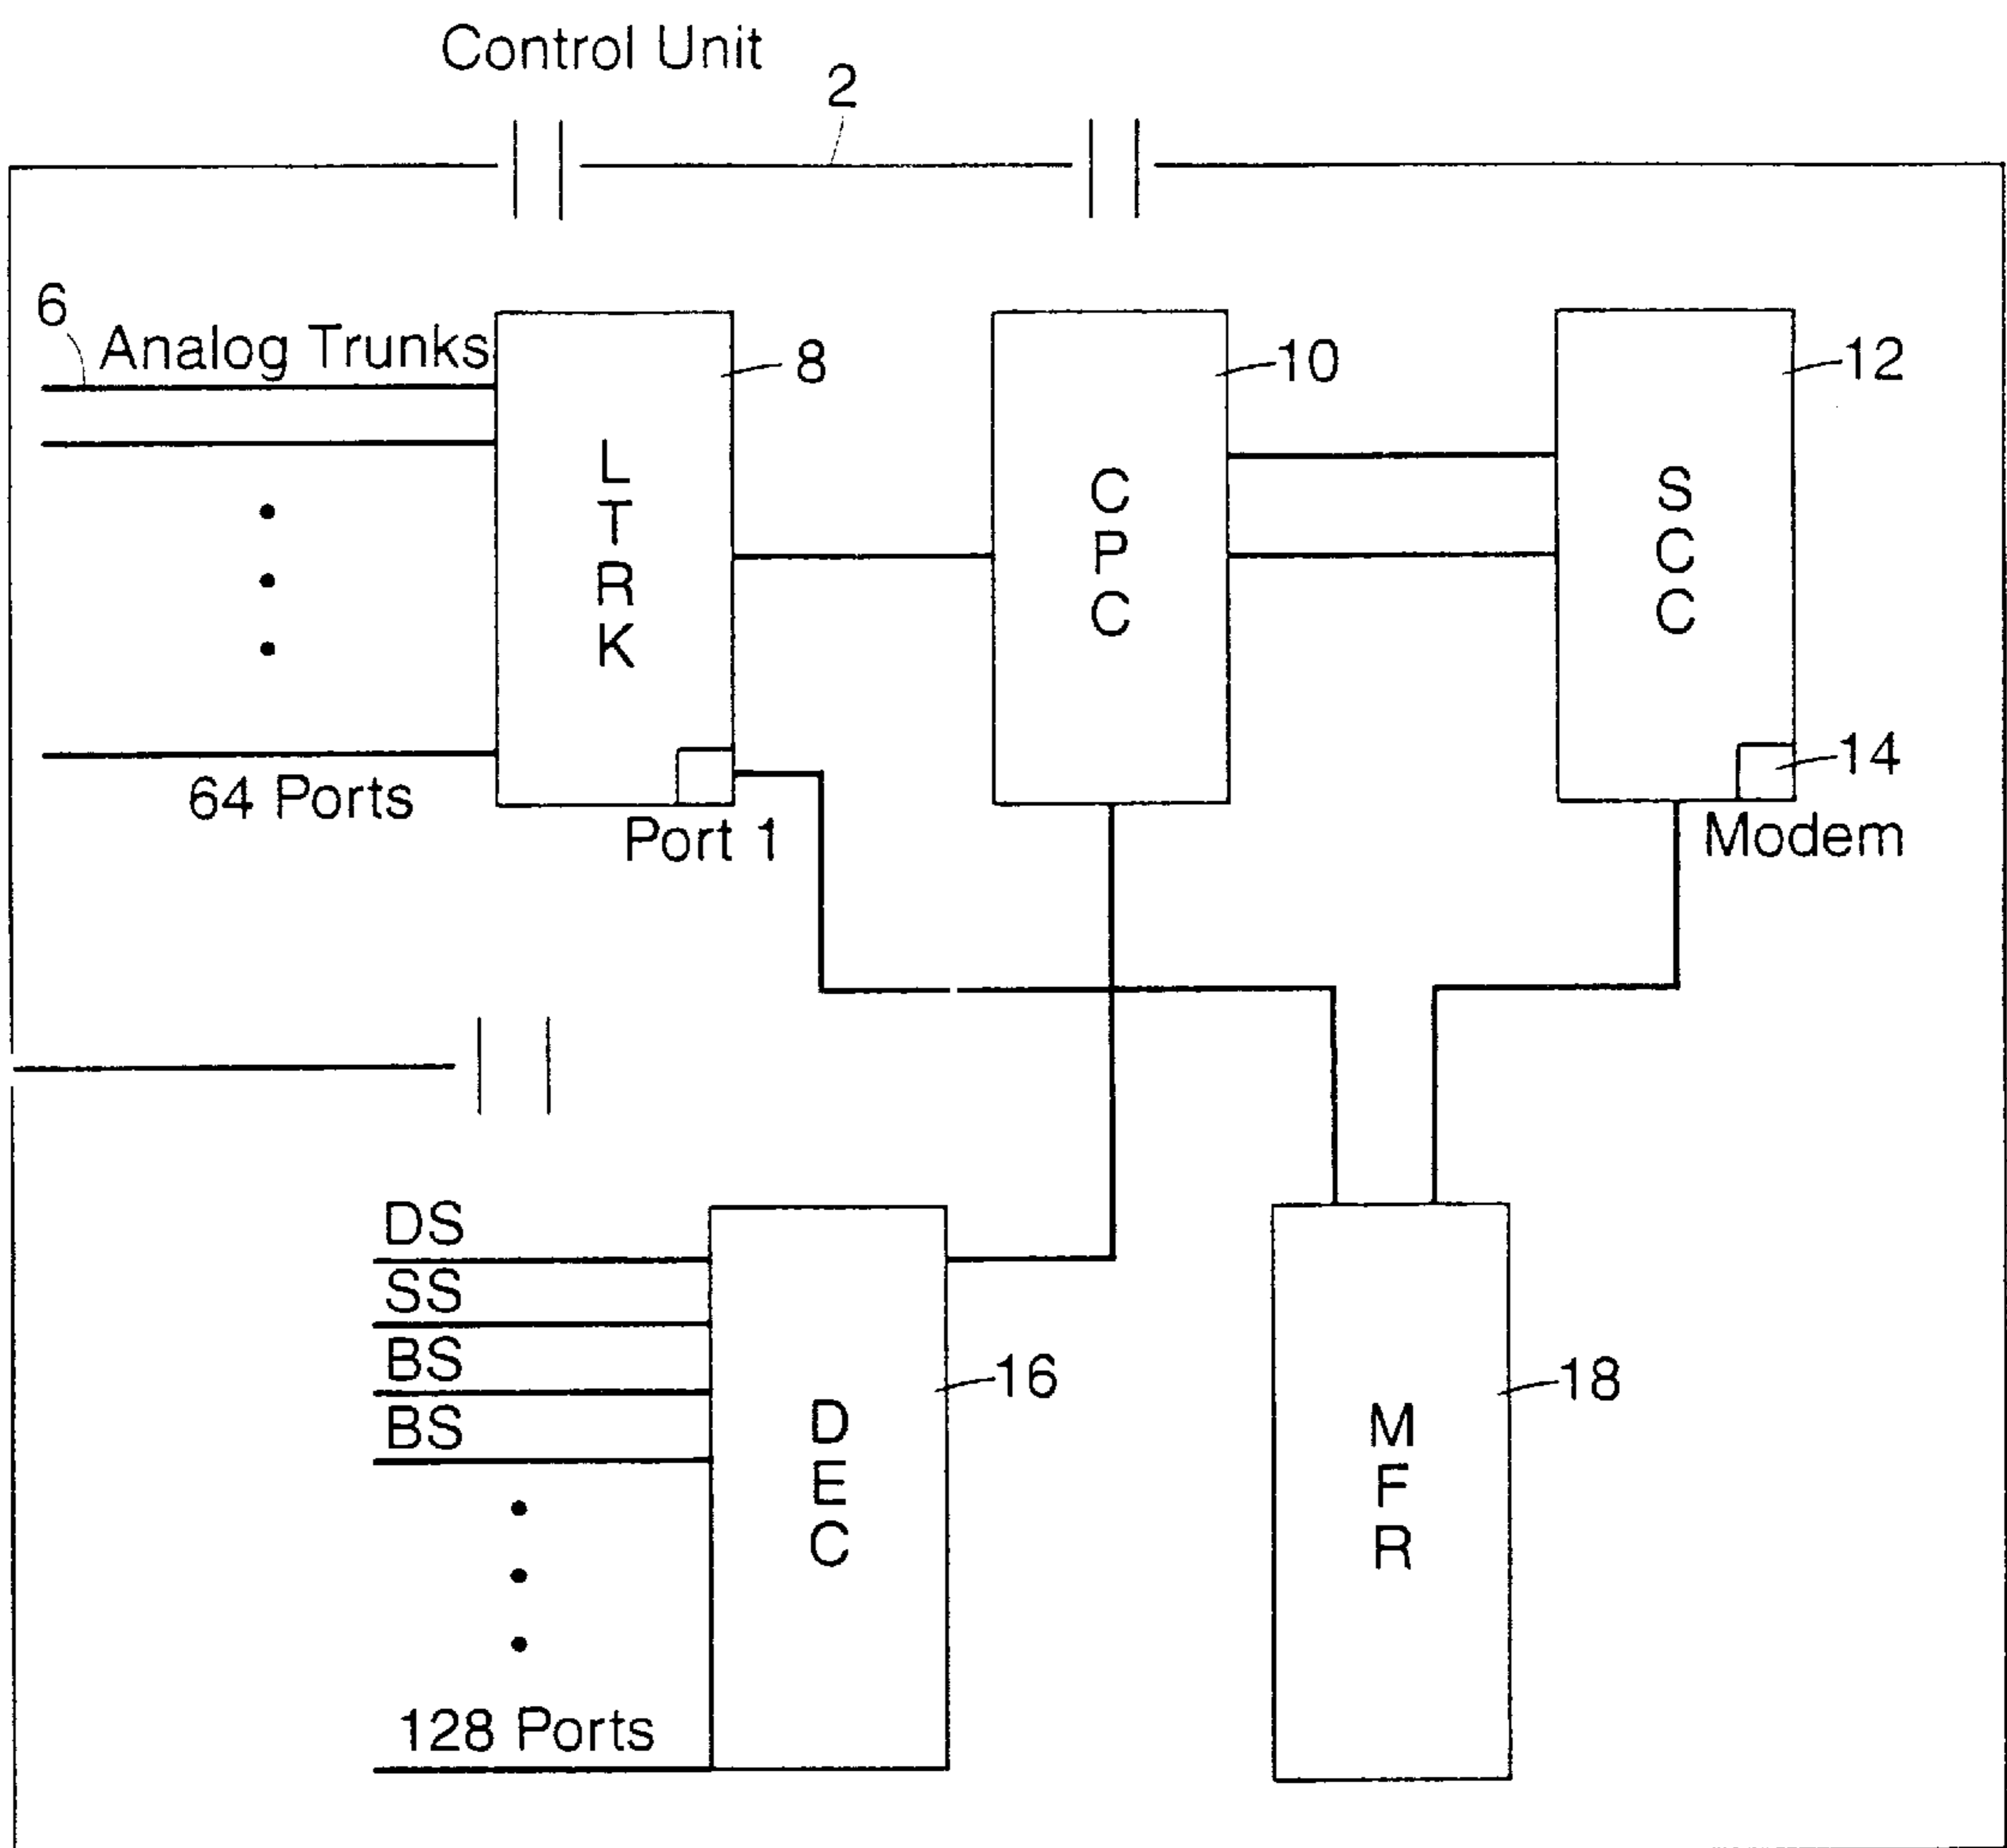 Control Unit
2
6
Analog Trunks
8
10
12
L
T
R
K
C
P
C
S
C
C
14
64 Ports
Port 1
Modem
DS
SS
BS
BS
16
18
D
E
C
M
F
R
128 Ports